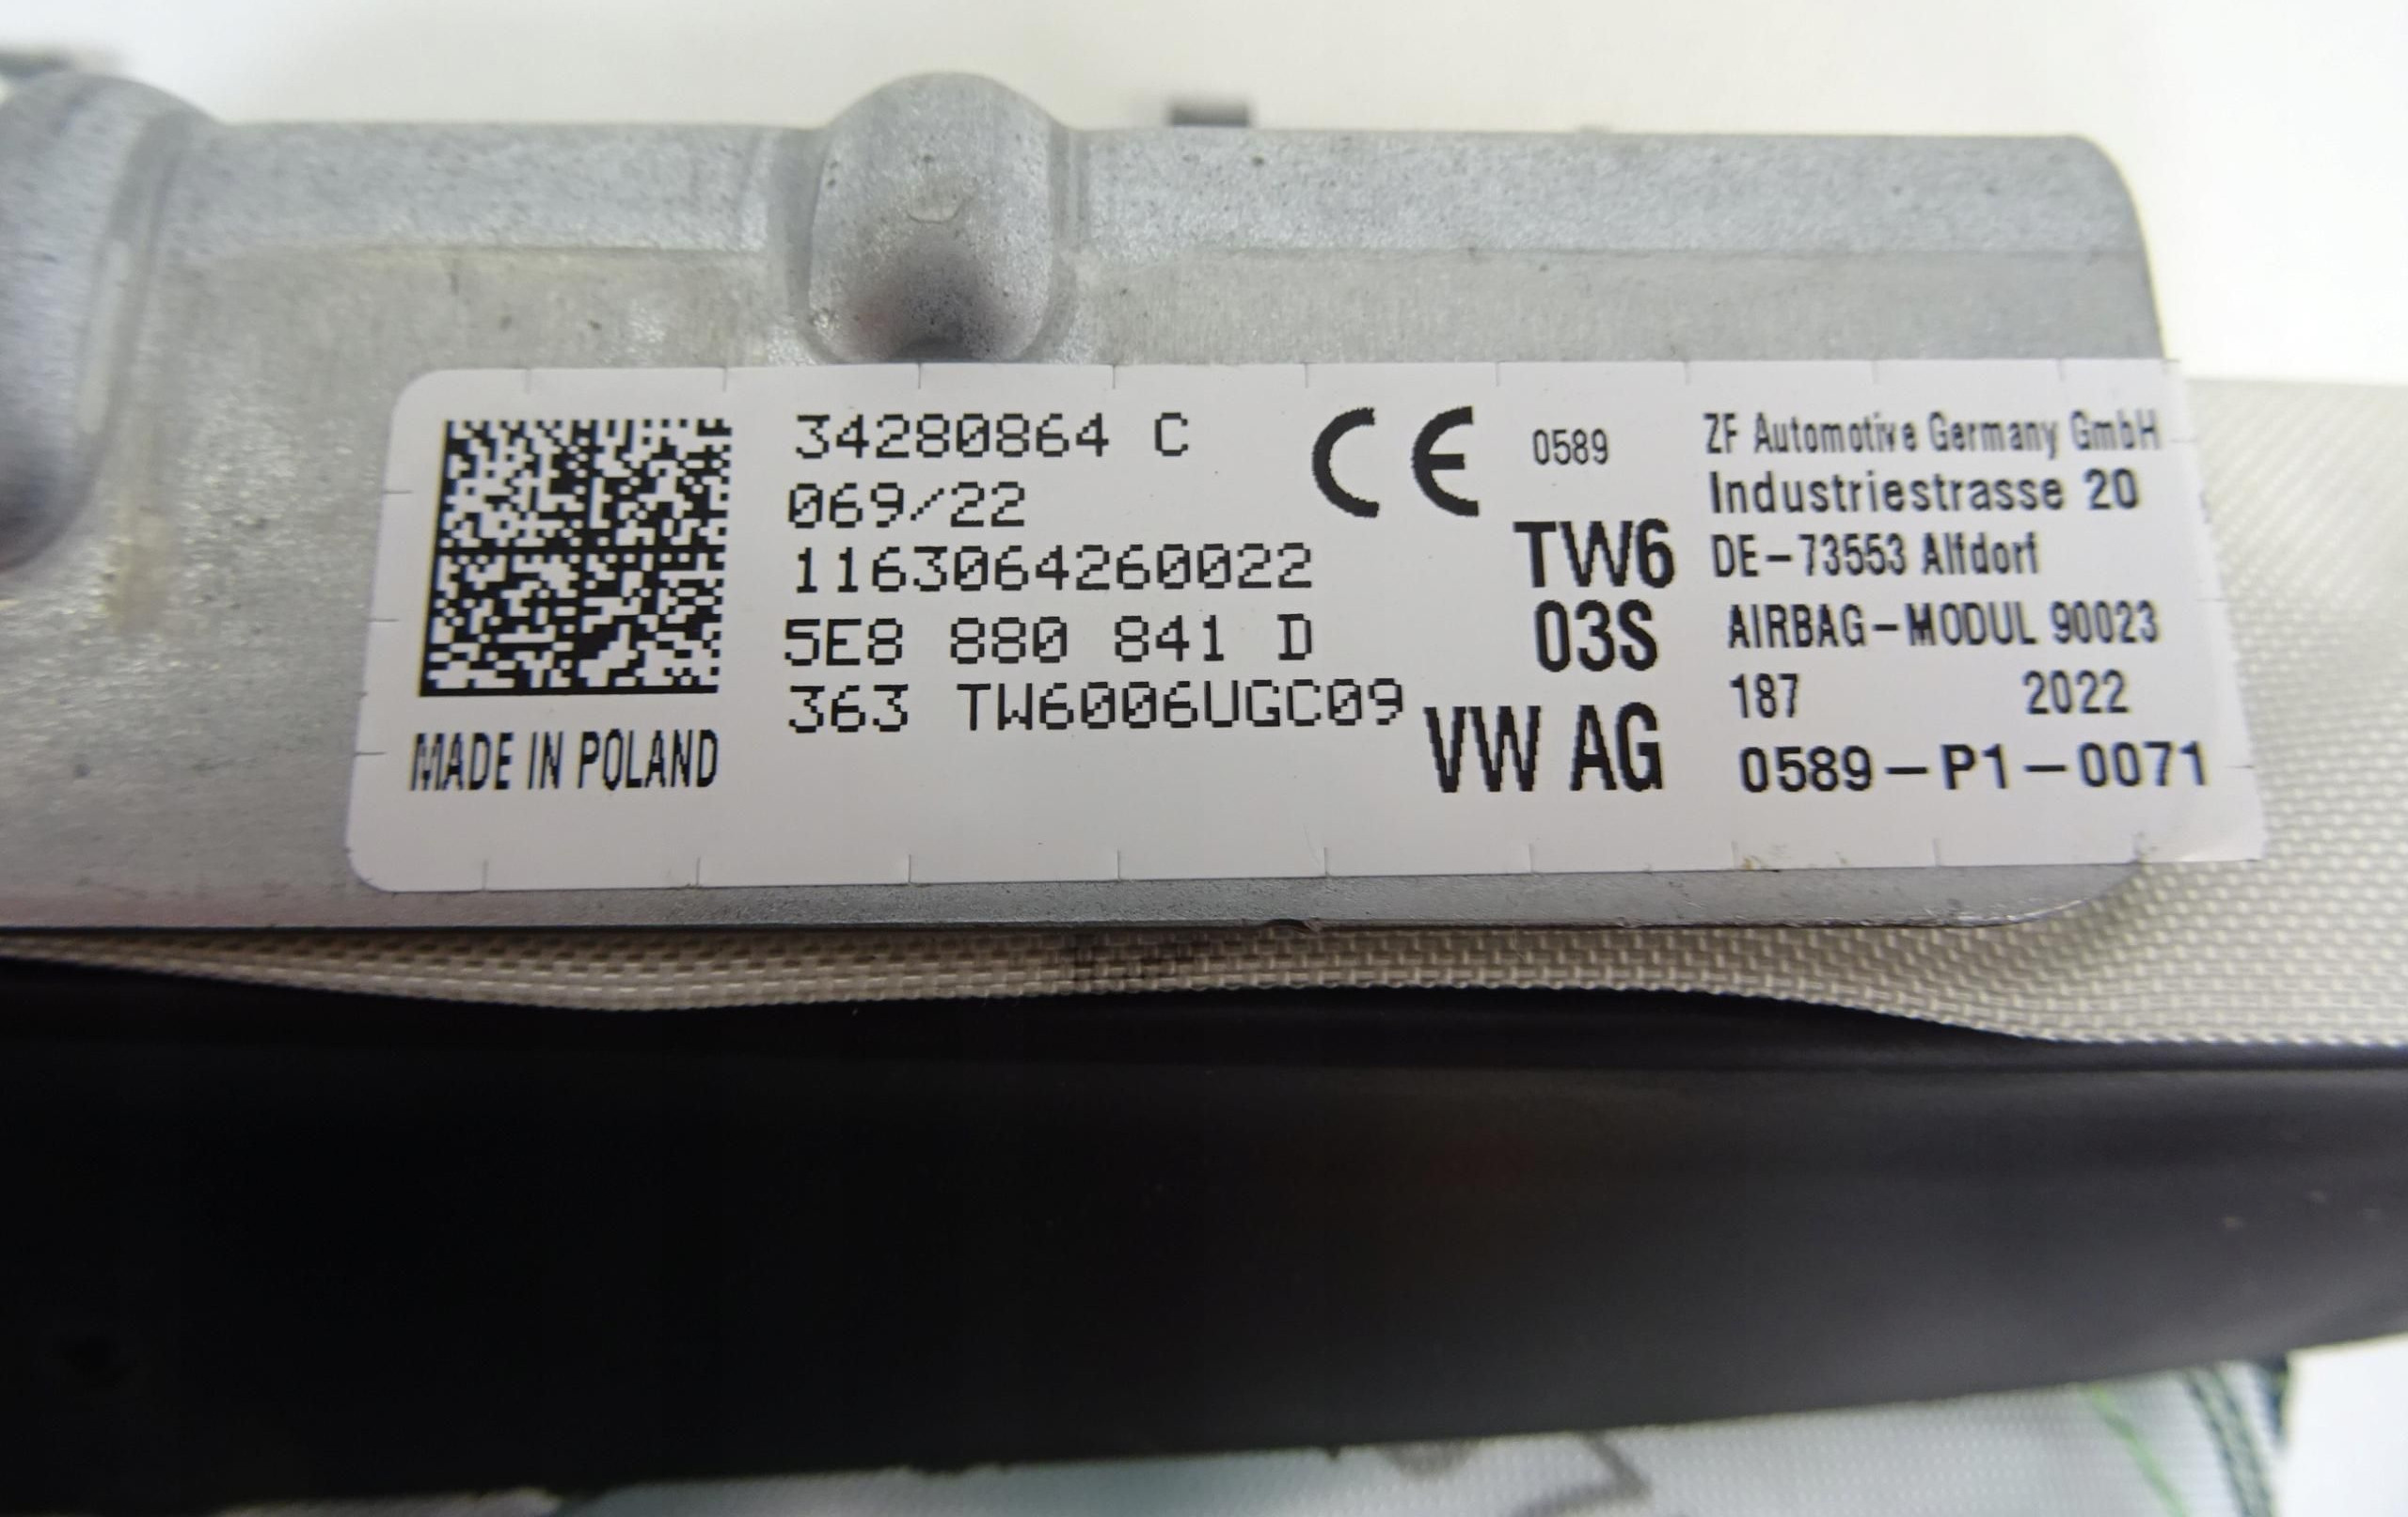 34280864 C
069/22
1163064260022
5E8 880 841 D
363 TW6006UGC09
MADE IN POLAND
CE 0589
TW6
03S
VW AG
ZF Automotive Germany GmbH
Industriestrasse 20
DE-73553 Alfdorf
AIRBAG-MODUL 90023
187 2022
0589-P1-0071